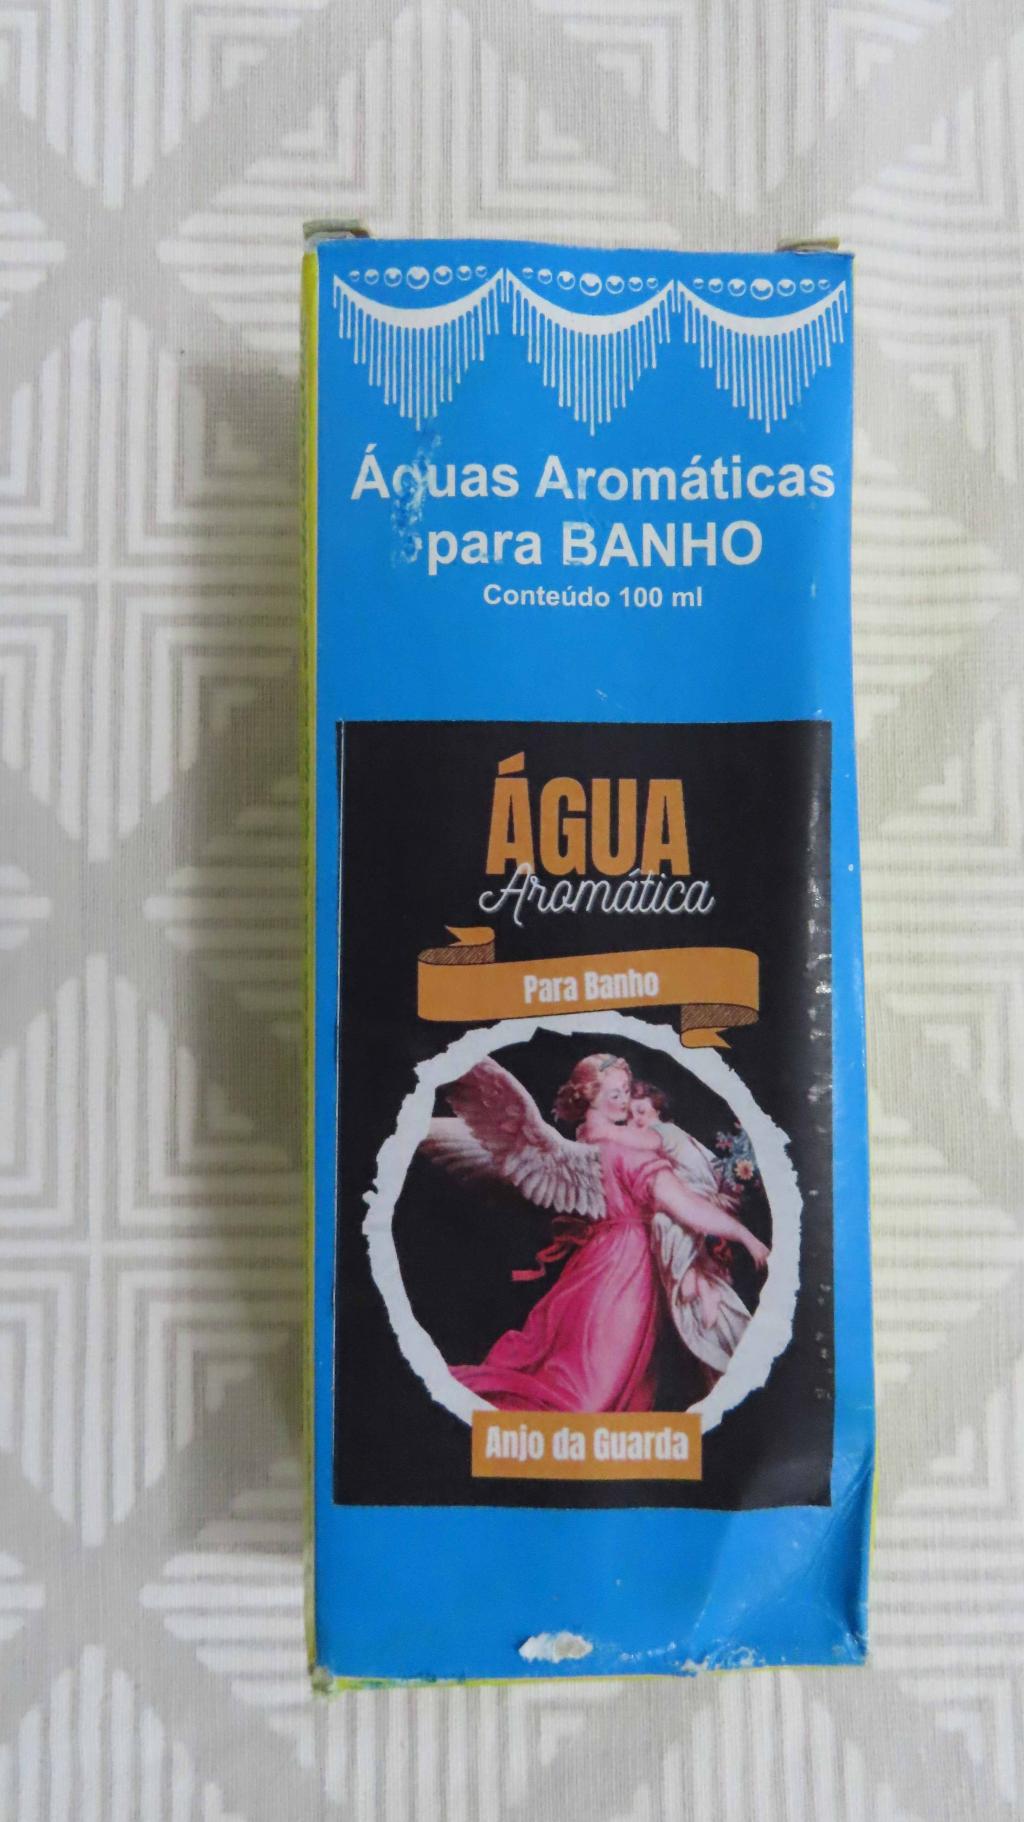 Águas Aromáticas
para BANHO
Conteúdo 100 ml
ÁGUA
Aromática
Para Banho
Anjo da Guarda